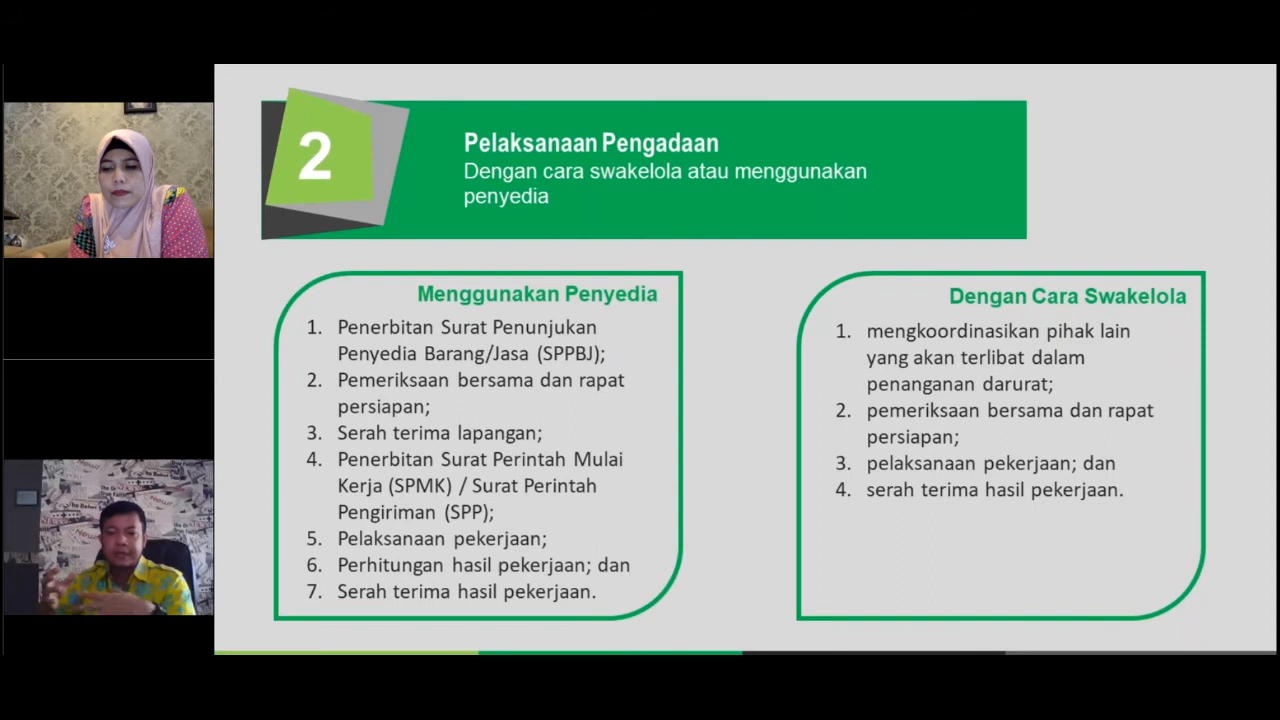 2
Pelaksanaan Pengadaan
Dengan cara swakelola atau menggunakan
penyedia
Menggunakan Penyedia
1. Penerbitan Surat Penunjukan
Penyedia Barang/Jasa (SPPBJ);
2. Pemeriksaan bersama dan rapat
persiapan;
3. Serah terima lapangan;
4. Penerbitan Surat Perintah Mulai
Kerja (SPMK) / Surat Perintah
Pengiriman (SPP);
5. Pelaksanaan pekerjaan;
6. Perhitungan hasil pekerjaan; dan
7. Serah terima hasil pekerjaan.
Dengan Cara Swakelola
1. mengkoordinasikan pihak lain
yang akan terlibat dalam
penanganan darurat;
2. pemeriksaan bersama dan rapat
persiapan;
3. pelaksanaan pekerjaan; dan
4. serah terima hasil pekerjaan.